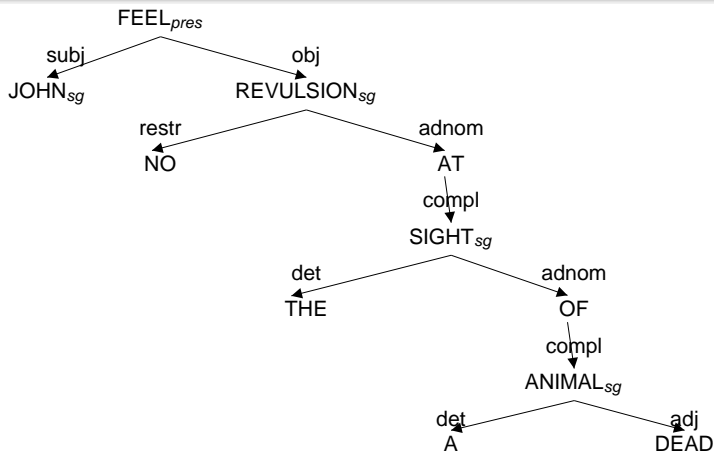 FEELpres
subj obj
JOHNsg REVULSIONsg
restr adnom
NO AT
compl
SIGHTsg
det adnom
THE OF
compl
ANIMALsg
det adj
A DEAD